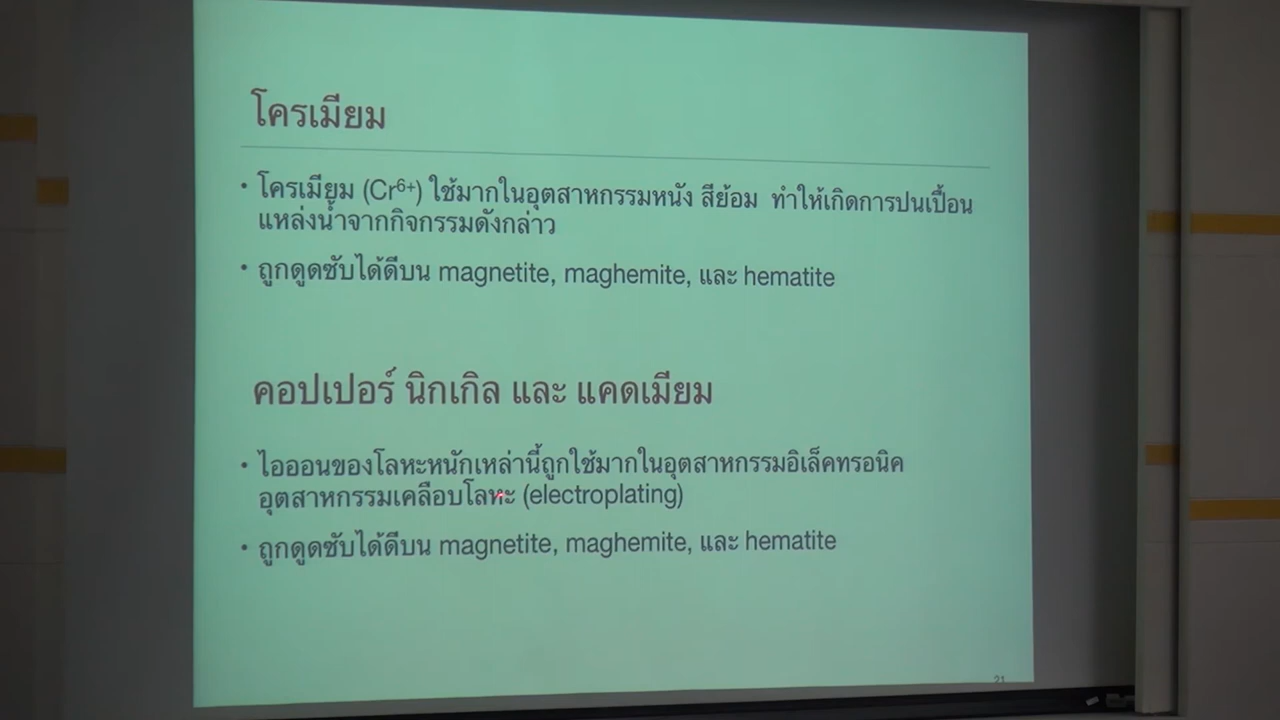 โครเมียม
• โครเมียม (Cr⁶⁺) ใช้มากในอุตสาหกรรมหนัง สีย้อม ทำให้เกิดการปนเปื้อน
แหล่งน้ำจากกิจกรรมดังกล่าว
• ถูกดูดซับได้ดีบน magnetite, maghemite, และ hematite
คอปเปอร์ นิกเกิล และ แคดเมียม
• ไอออนของโลหะหนักเหล่านี้ถูกใช้มากในอุตสาหกรรมอิเล็คทรอนิค
อุตสาหกรรมเคลือบโลหะ (electroplating)
• ถูกดูดซับได้ดีบน magnetite, maghemite, และ hematite
21